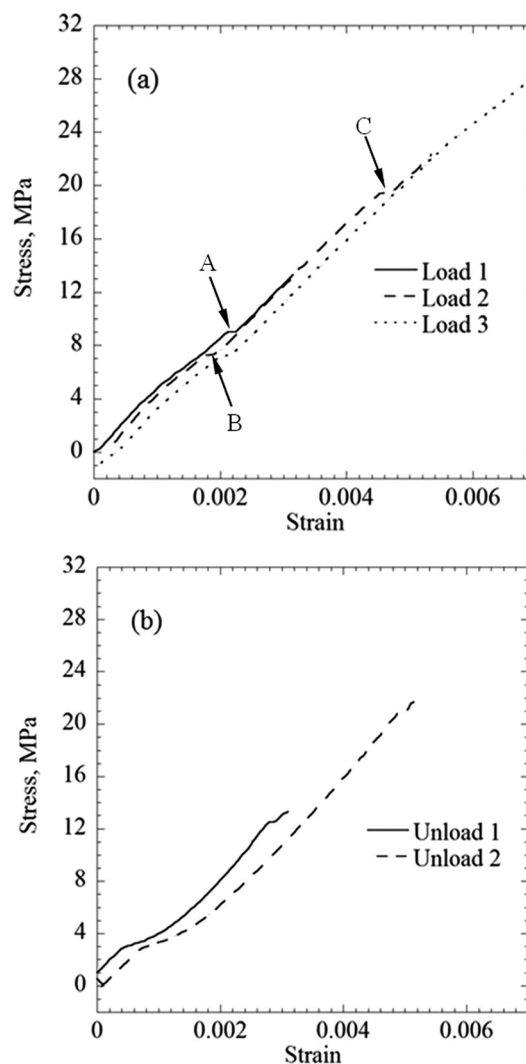 32
(a)
28
C
24
20
Stress, MPa
16
A
Load 1
12
Load 2
8
Load 3
4
B
0
0 0.002 0.004 0.006
Strain
32
(b)
28
24
20
Stress, MPa
16
12
Unload 1
8
Unload 2
4
0
0 0.002 0.004 0.006
Strain